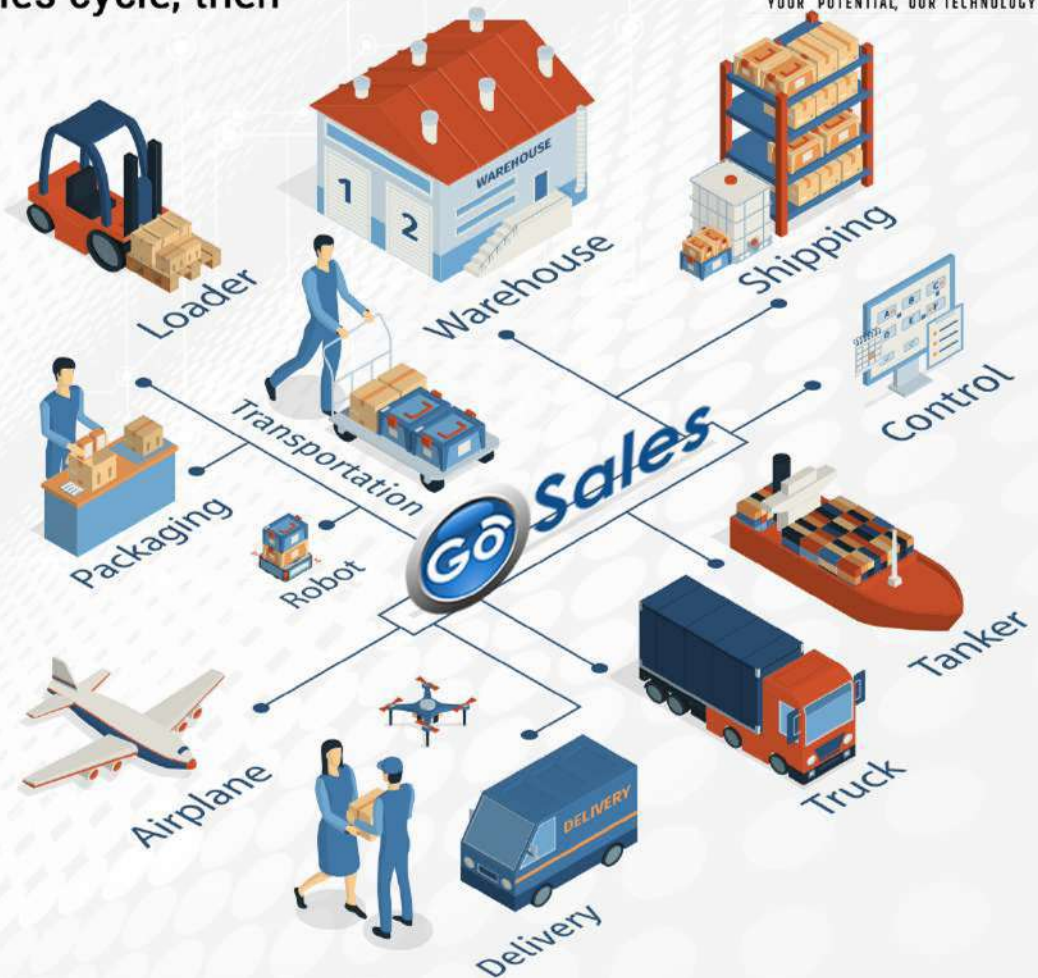 cycle, then
YOUR POTENTIAL, OUR TECHNOLOGY
WAREHOUSE
1
2
Loader
Warehouse
Shipping
Control
Transportation
GO Sales
Packaging
Robot
Tanker
Truck
Airplane
DELIVERY
Delivery